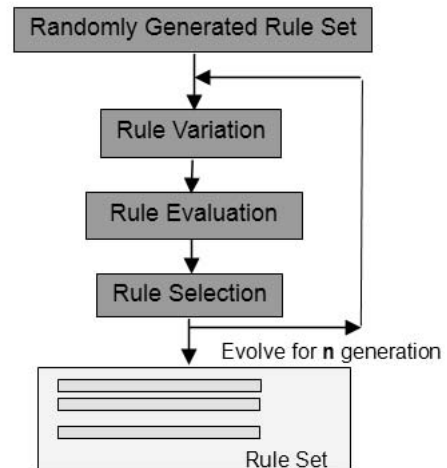 Randomly Generated Rule Set
Rule Variation
Rule Evaluation
Rule Selection
Evolve for n generation
Rule Set